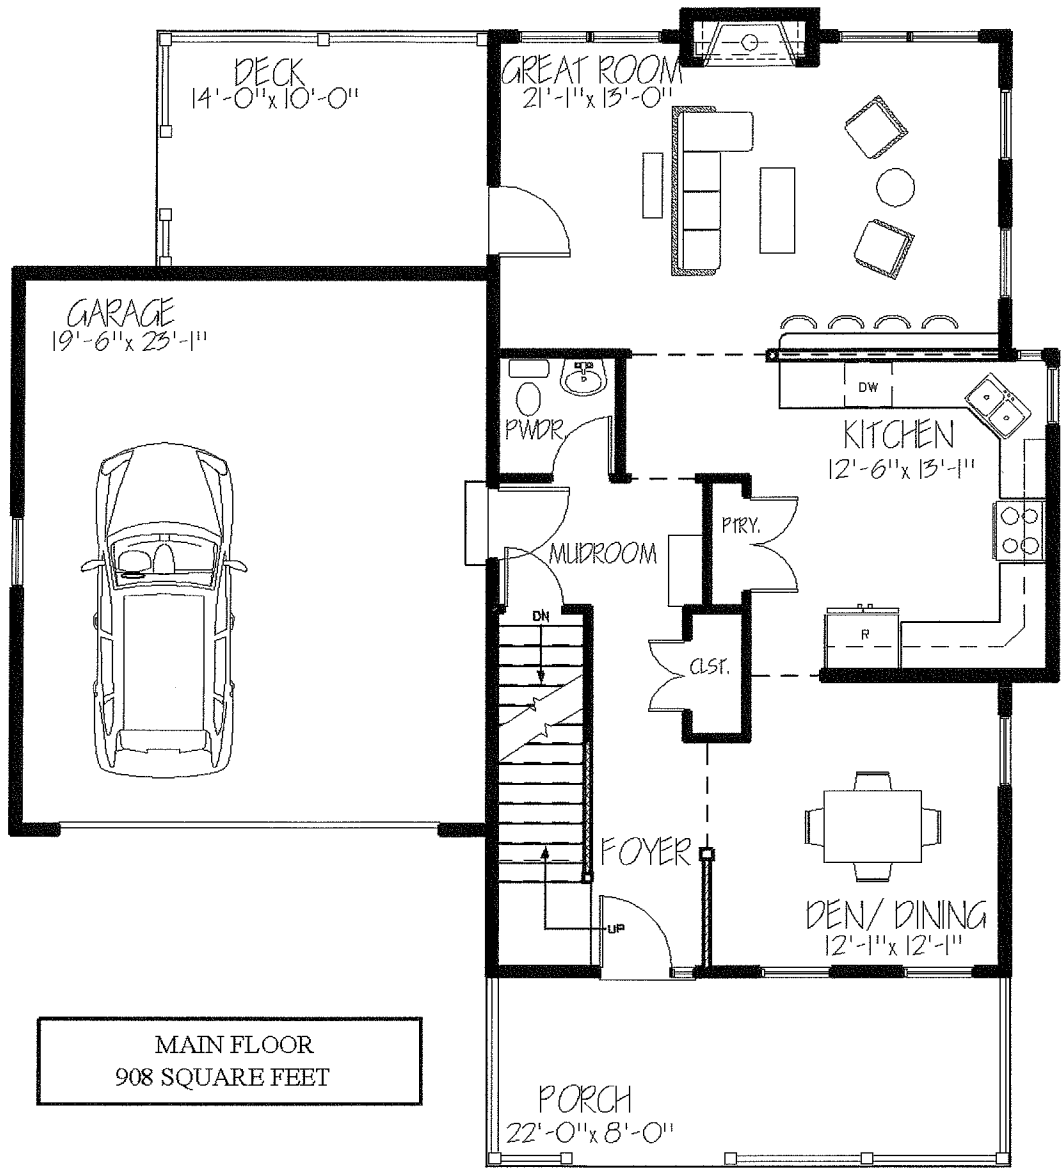 DECK
14'-0"x 10'-0"
GREAT ROOM
21'-1"x 13'-0"
GARAGE
19'-6"x 23'-1"
PWDR.
DW
KITCHEN
12'-6"x 13'-1"
PTRY.
MUDROOM
DN
R
CLST.
FOYER
UP
DEN/ DINING
12'-1"x 12'-1"
MAIN FLOOR
908 SQUARE FEET
PORCH
22'-0"x 8'-0"